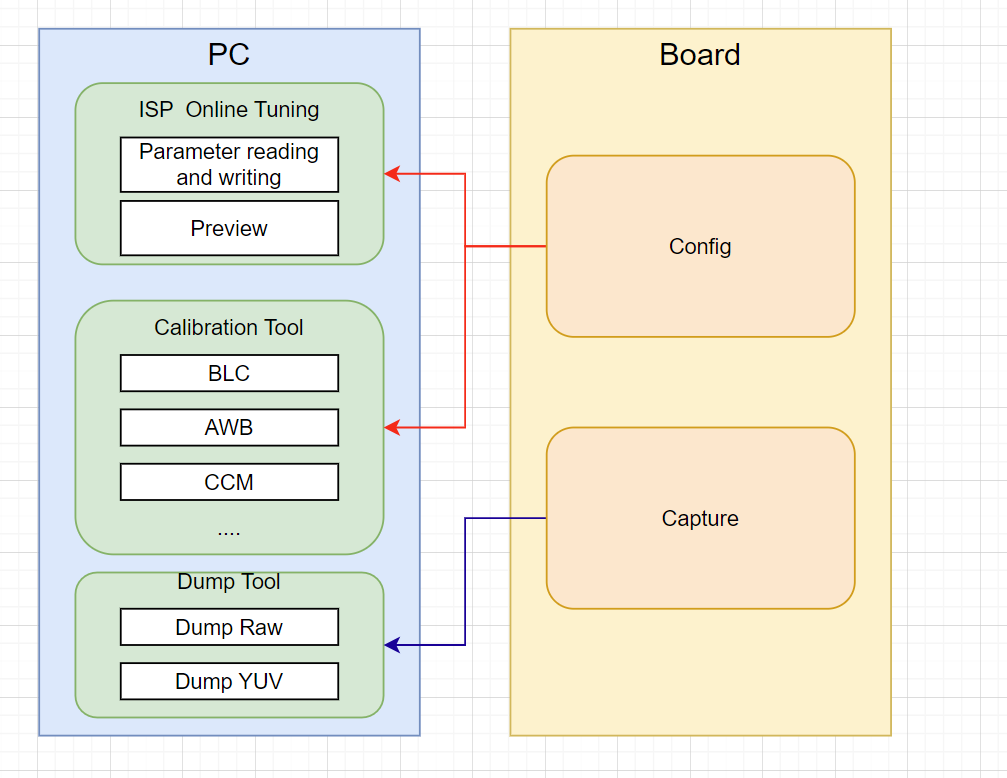 PC
ISP  Online Tuning
Parameter reading
and writing
Preview
Calibration Tool
BLC
AWB
CCM
....
Dump Tool
Dump Raw
Dump YUV
Board
Config
Capture